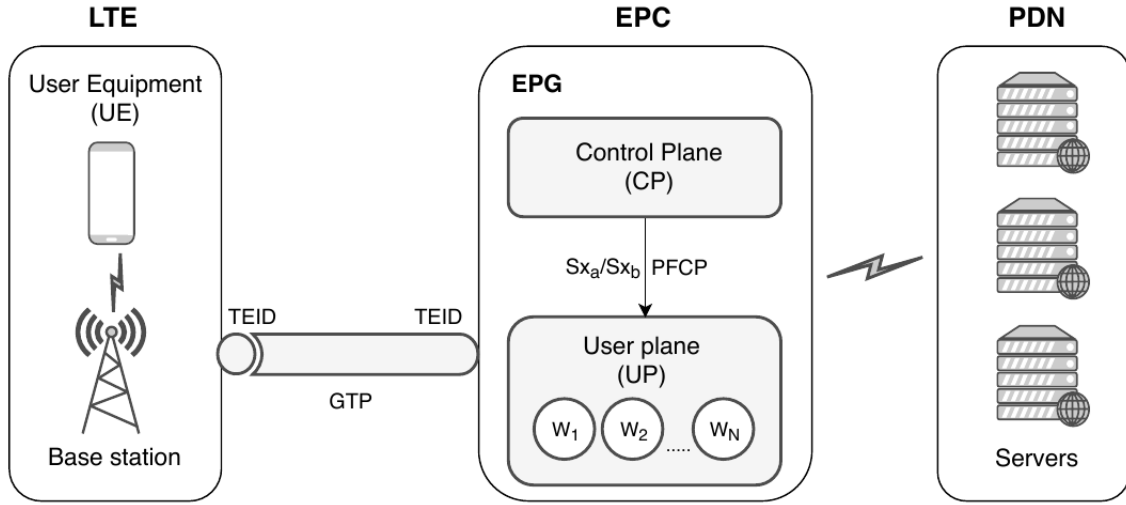 LTE
EPC
PDN
User Equipment
(UE)
Base station
TEID
TEID
GTP
EPG
Control Plane
(CP)
Sxa/Sxb PFCP
User plane
(UP)
W1 W2 ..... WN
Servers